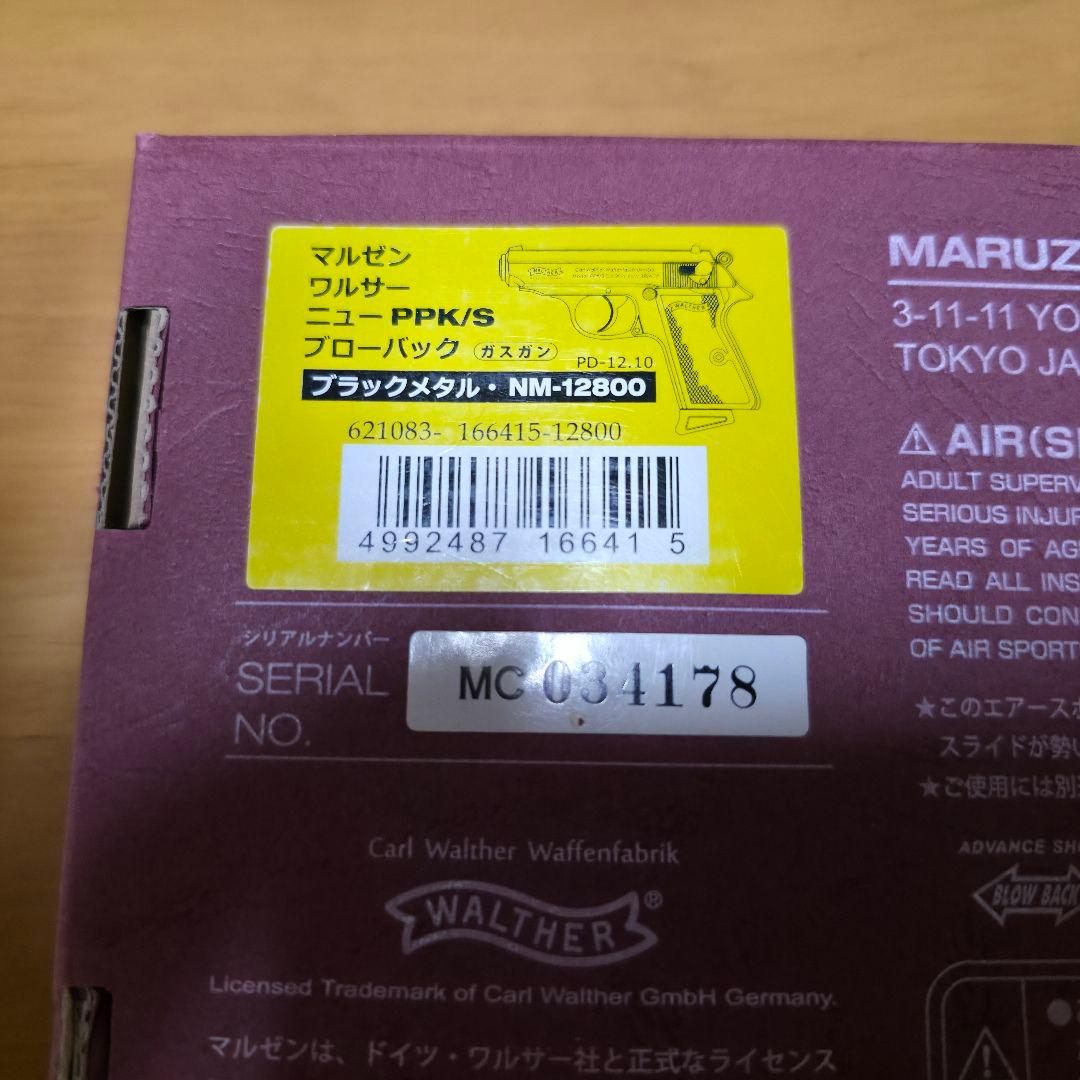 マルゼン
ワルサー
ニューPPK/S
ブローバック ガスガン
PD-12.10
ブラックメタル・NM-12800
621083- 166415-12800
4992487 16641 5
WALTHER
シリアルナンバー
SERIAL
NO.
MC 034178
Carl Walther Waffenfabrik
WALTHER®
Licensed Trademark of Carl Walther GmbH Germany.
マルゼンは、ドイツ・ワルサー社と正式なライセンス
MARUZ
3-11-11 YO
TOKYO JA
⚠ AIR(S
ADULT SUPERV
SERIOUS INJUR
YEARS OF AG
READ ALL INS
SHOULD CON
OF AIR SPORT
★このエアース
スライドが勢い
★ご使用には別
ADVANCE SH
BLOW BACK